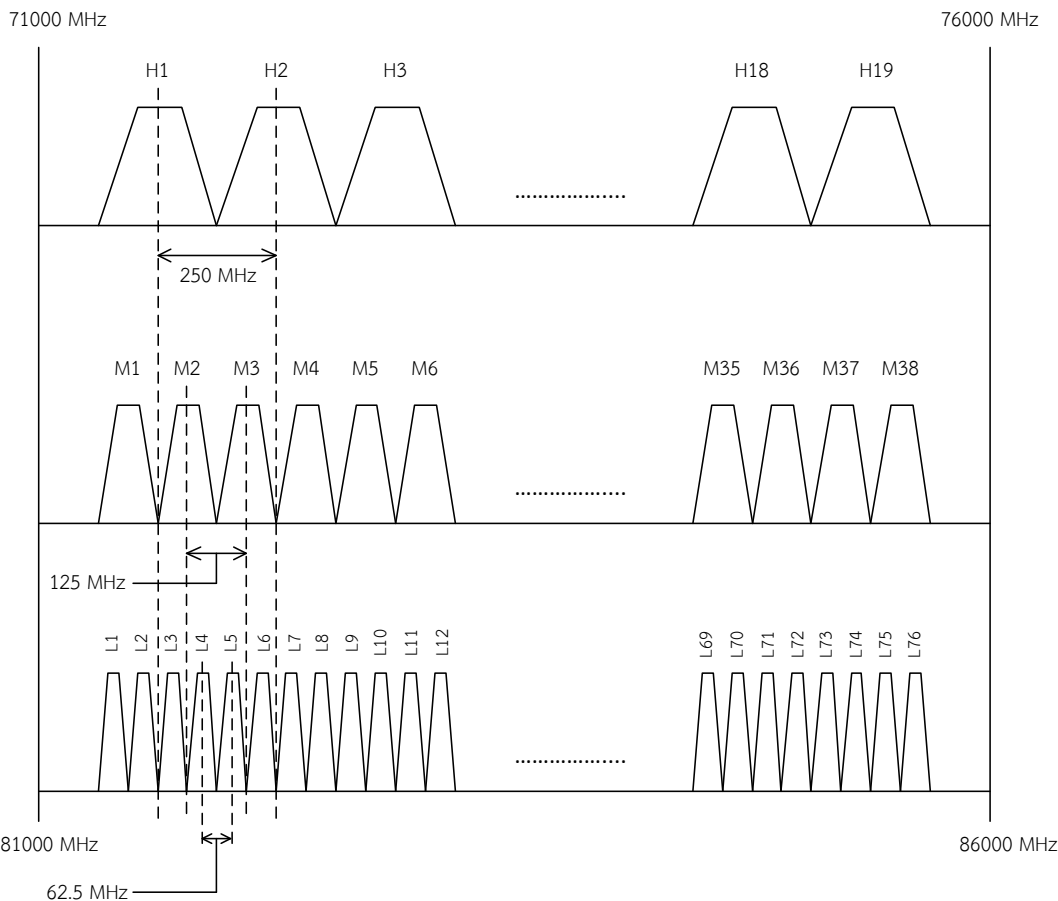 71000 MHz 76000 MHz
H1 H2 H3 H18 H19
....................
250 MHz
M1 M2 M3 M4 M5 M6 M35 M36 M37 M38
....................
125 MHz
L1 L2 L3 L4 L5 L6 L7 L8 L9 L10 L11 L12 L69 L70 L71 L72 L73 L74 L75 L76
....................
81000 MHz 86000 MHz
62.5 MHz